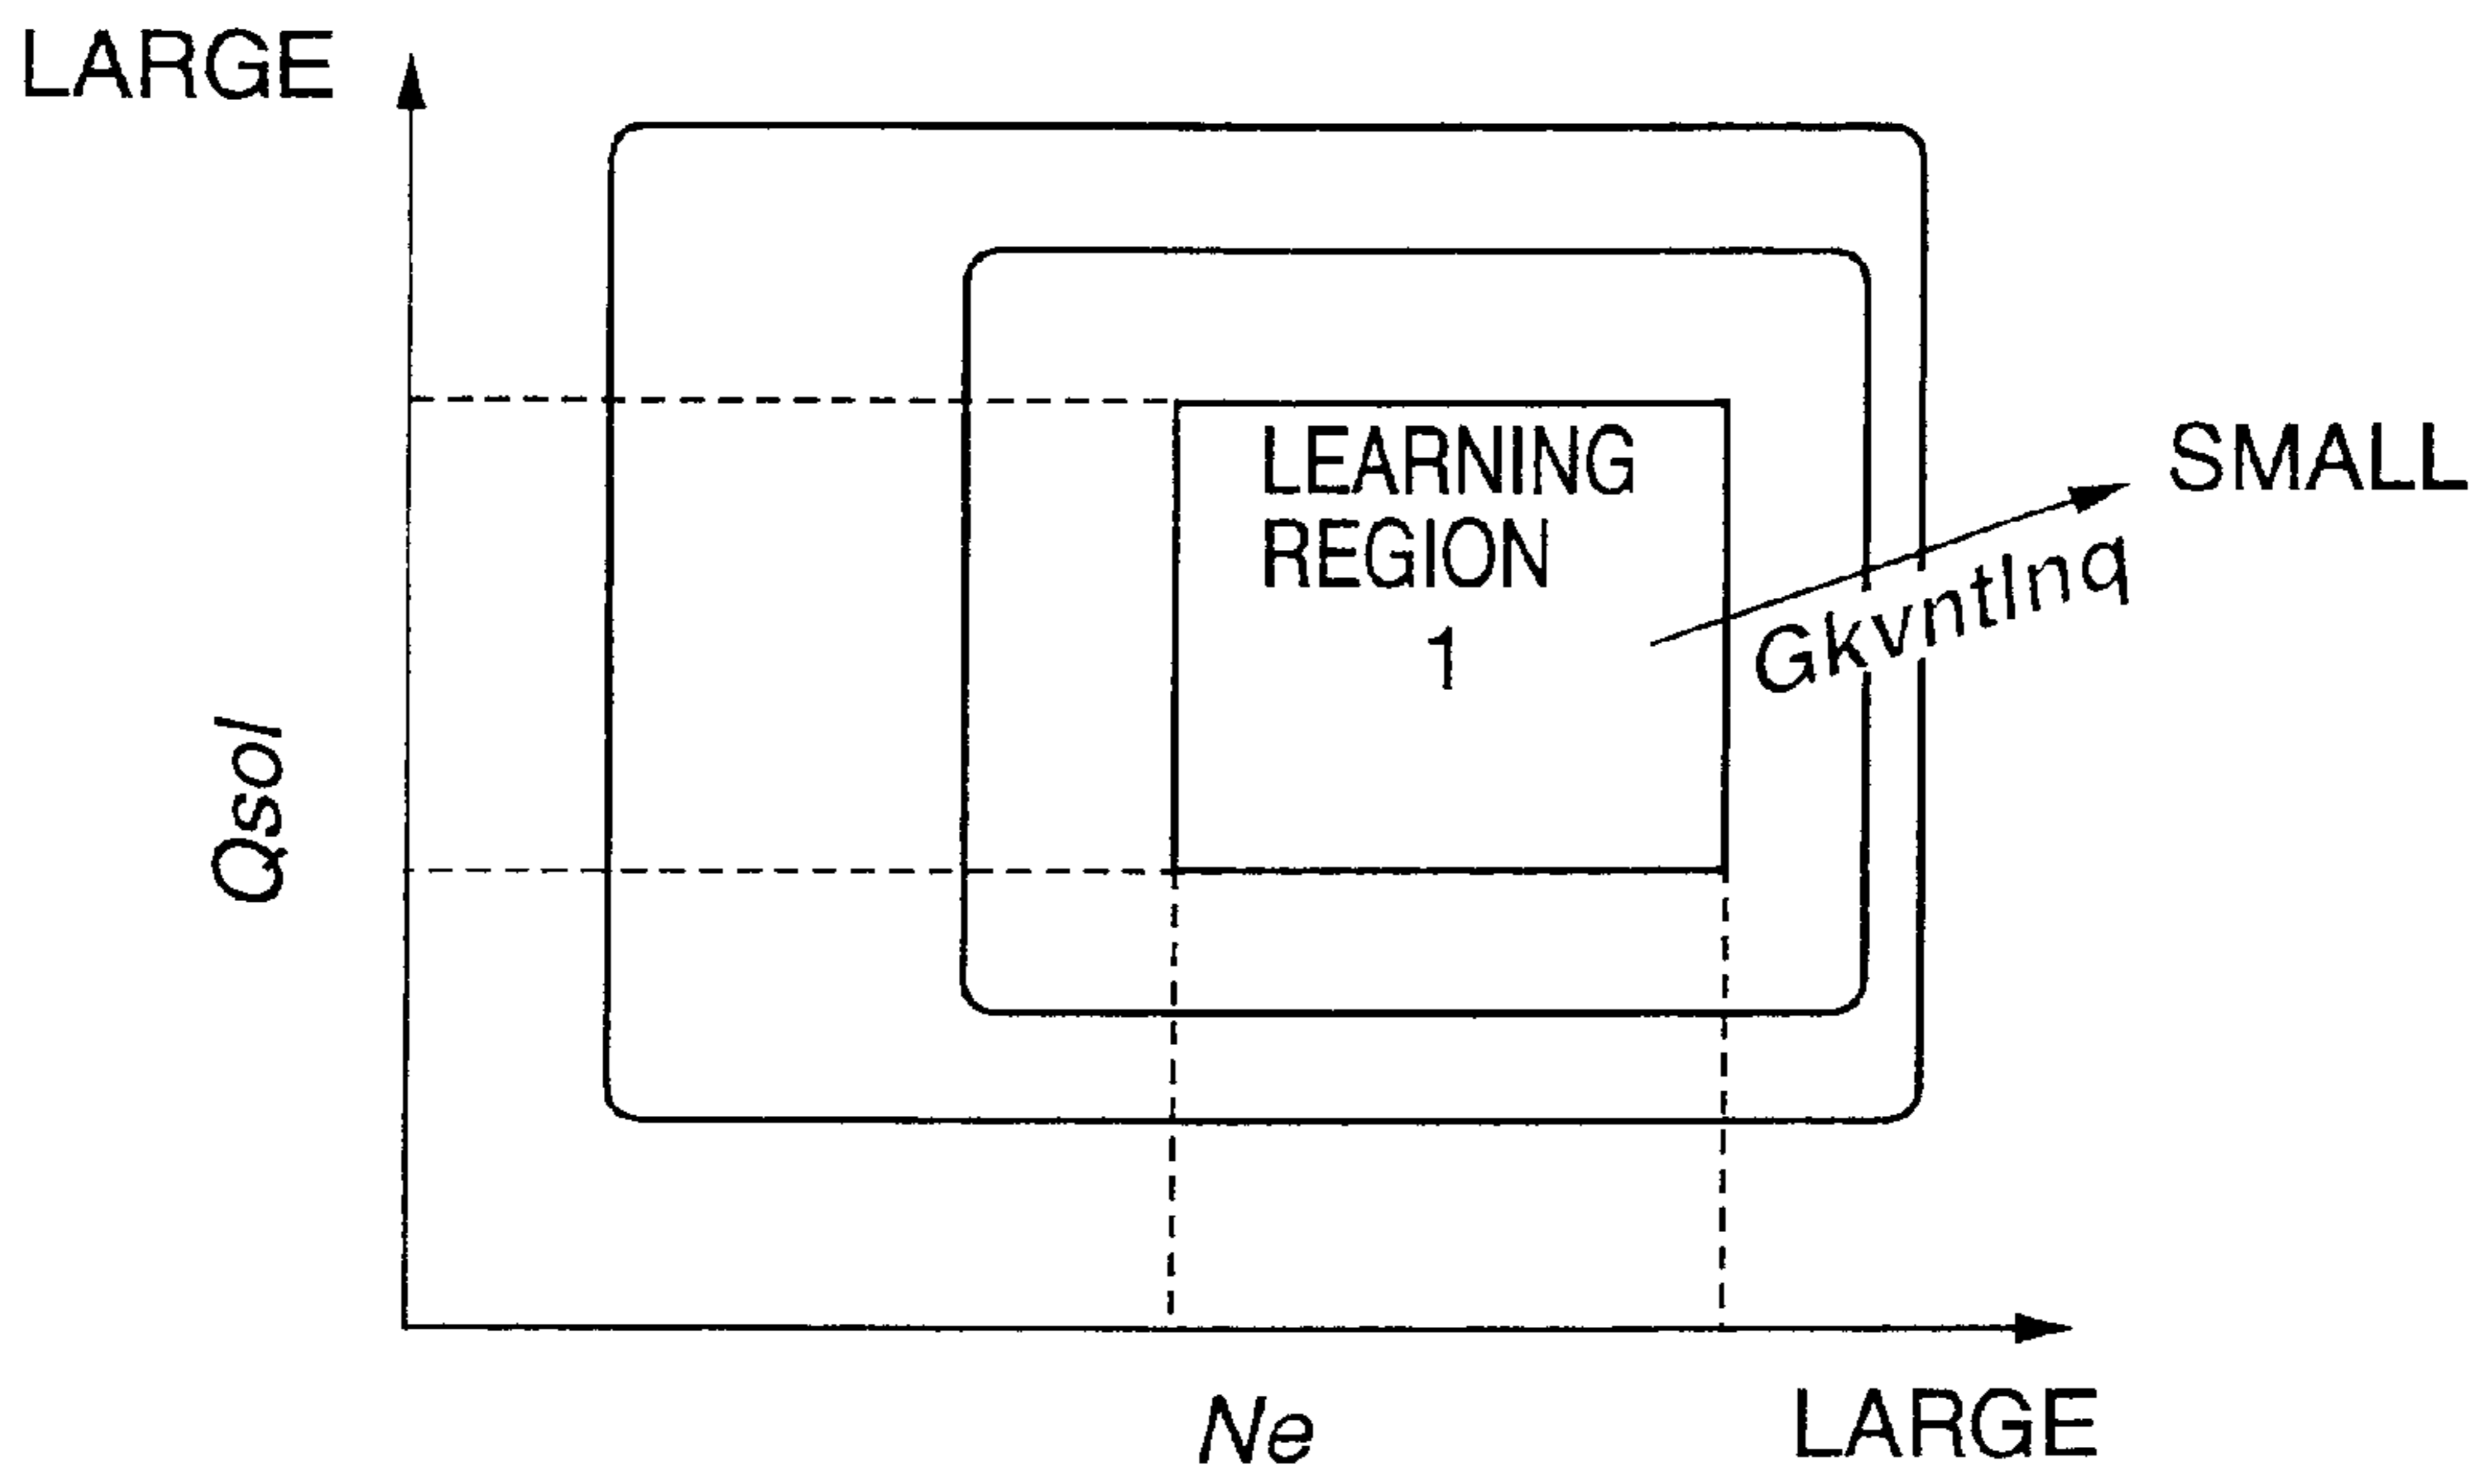 LARGE
LEARNING
REGION
1
SMALL
Gkvntlnq
Qsol
Ne
LARGE